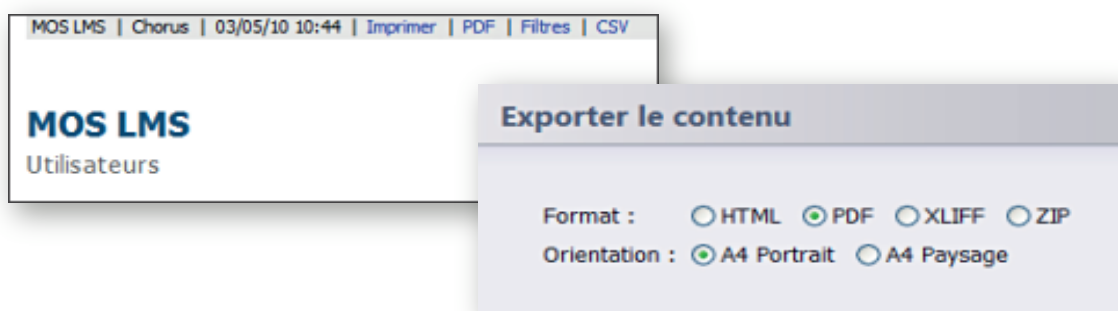 MOS LMS | Chorus | 03/05/10 10:44 | Imprimer | PDF | Filtres | CSV
MOS LMS
Utilisateurs
Exporter le contenu
Format : HTML PDF XLIFF ZIP
Orientation : A4 Portrait A4 Paysage